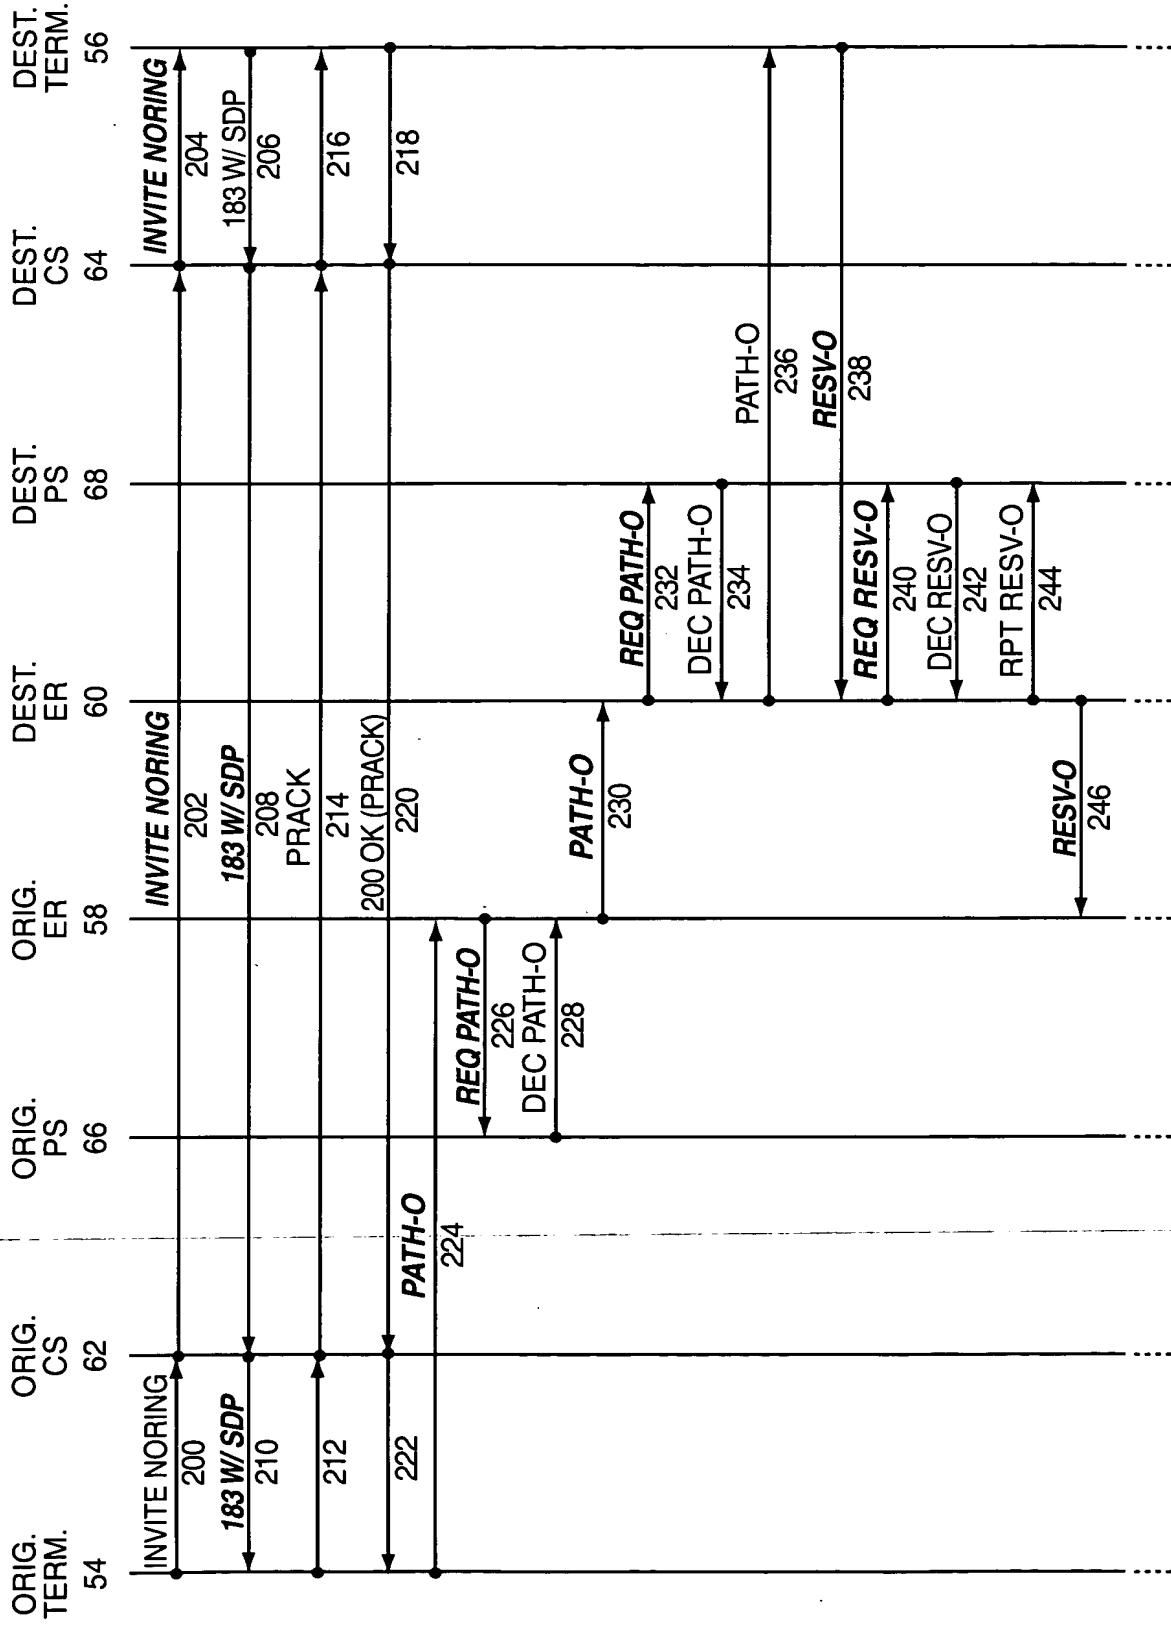 ORIG.
TERM.
54
ORIG.
CS
62
ORIG.
PS
66
ORIG.
ER
58
DEST.
ER
60
DEST.
PS
68
DEST.
CS
64
DEST.
TERM.
56
INVITE NORING
200
INVITE NORING
202
INVITE NORING
204
183 W/ SDP
206
183 W/ SDP
208
183 W/ SDP
210
212
PRACK
214
216
218
200 OK (PRACK)
220
222
PATH-O
224
REQ PATH-O
226
DEC PATH-O
228
PATH-O
230
REQ PATH-O
232
DEC PATH-O
234
PATH-O
236
RESV-O
238
REQ RESV-O
240
DEC RESV-O
242
RPT RESV-O
244
RESV-O
246